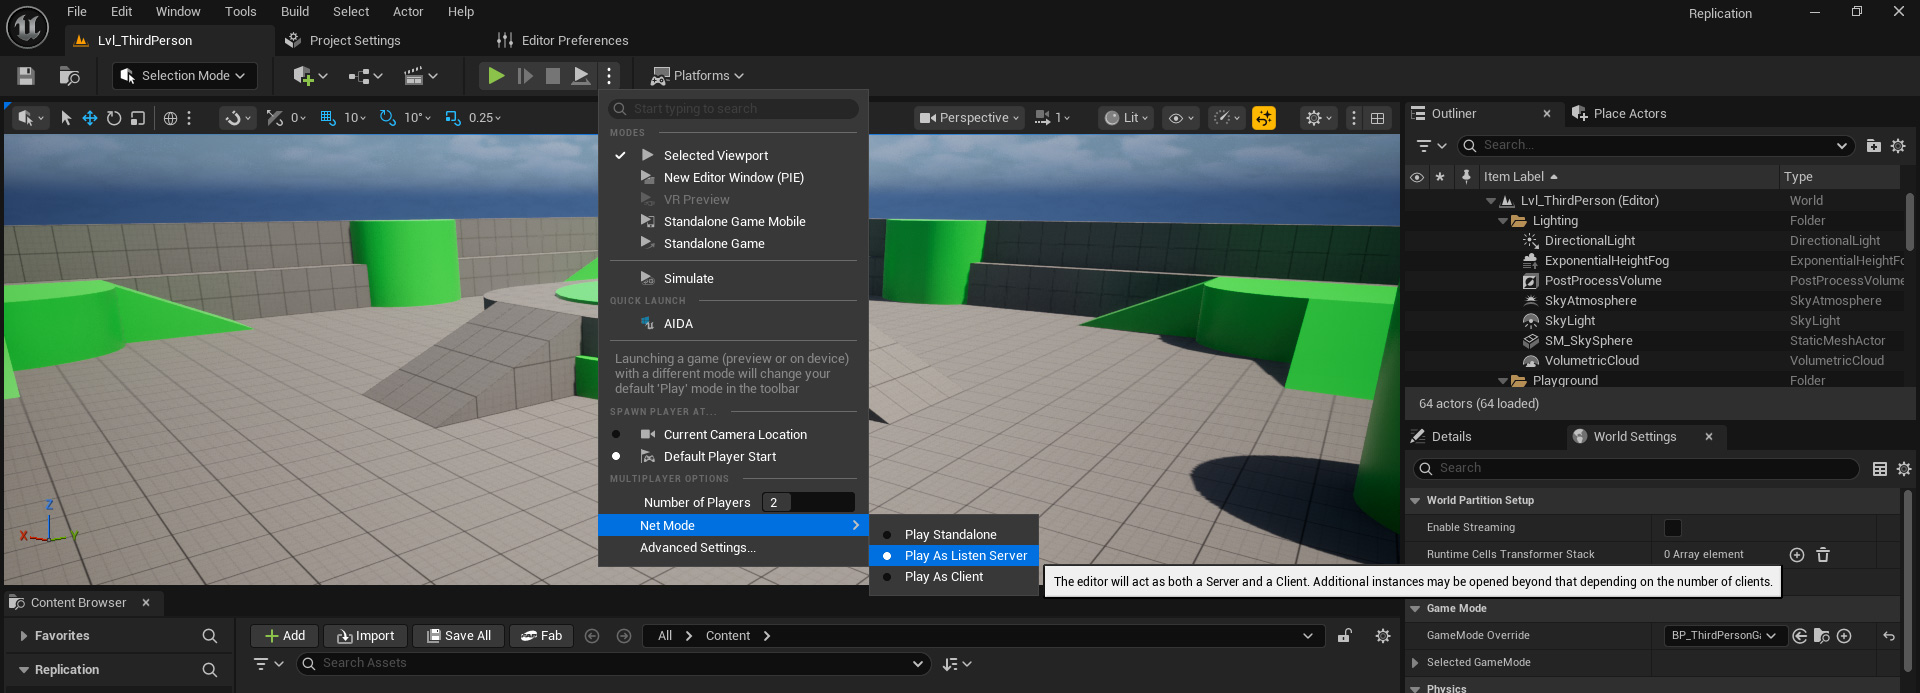 File Edit Window Tools Build Select Actor Help
Replication
Lvl_ThirdPerson
Project Settings
Editor Preferences
Selection Mode
Platforms
0 10 10° 0.25
Perspective 1 Lit
Start typing to search
MODES
Selected Viewport
New Editor Window (PIE)
VR Preview
Standalone Game Mobile
Standalone Game
Simulate
QUICK LAUNCH
AIDA
Launching a game (preview or on device)
with a different mode will change your
default 'Play' mode in the toolbar
SPAWN PLAYER AT...
Current Camera Location
Default Player Start
MULTIPLAYER OPTIONS
Number of Players 2
Net Mode
Advanced Settings...
Play Standalone
Play As Listen Server
Play As Client
The editor will act as both a Server and a Client. Additional instances may be opened beyond that depending on the number of clients.
Z
X Y
Outliner
Place Actors
Search...
Item Label Type
Lvl_ThirdPerson (Editor) World
Lighting Folder
DirectionalLight DirectionalLight
ExponentialHeightFog ExponentialHeightFo
PostProcessVolume PostProcessVolume
SkyAtmosphere SkyAtmosphere
SkyLight SkyLight
SM_SkySphere StaticMeshActor
VolumetricCloud VolumetricCloud
Playground Folder
64 actors (64 loaded)
Details
World Settings
Search
World Partition Setup
Enable Streaming
Runtime Cells Transformer Stack 0 Array element
Game Mode
GameMode Override BP_ThirdPersonGa
Selected GameMode
Physics
Content Browser
Favorites
Replication
Add Import Save All Fab
All Content
Search Assets